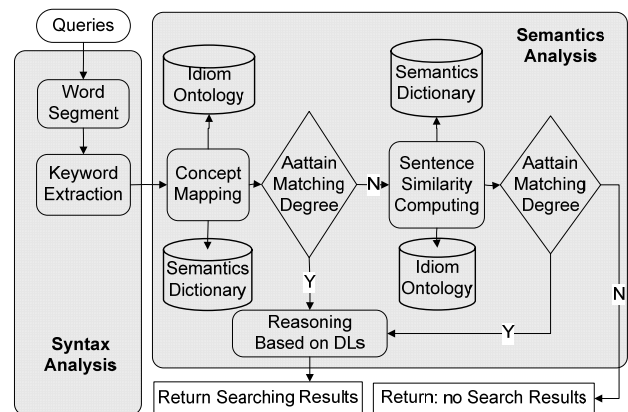 Queries
Word
Segment
Keyword
Extraction
Syntax
Analysis
Semantics
Analysis
Idiom
Ontology
Concept
Mapping
Semantics
Dictionary
Aattain
Matching
Degree
N
Y
Semantics
Dictionary
Sentence
Similarity
Computing
Idiom
Ontology
Aattain
Matching
Degree
Y
N
Reasoning
Based on DLs
Return Searching Results
Return: no Search Results